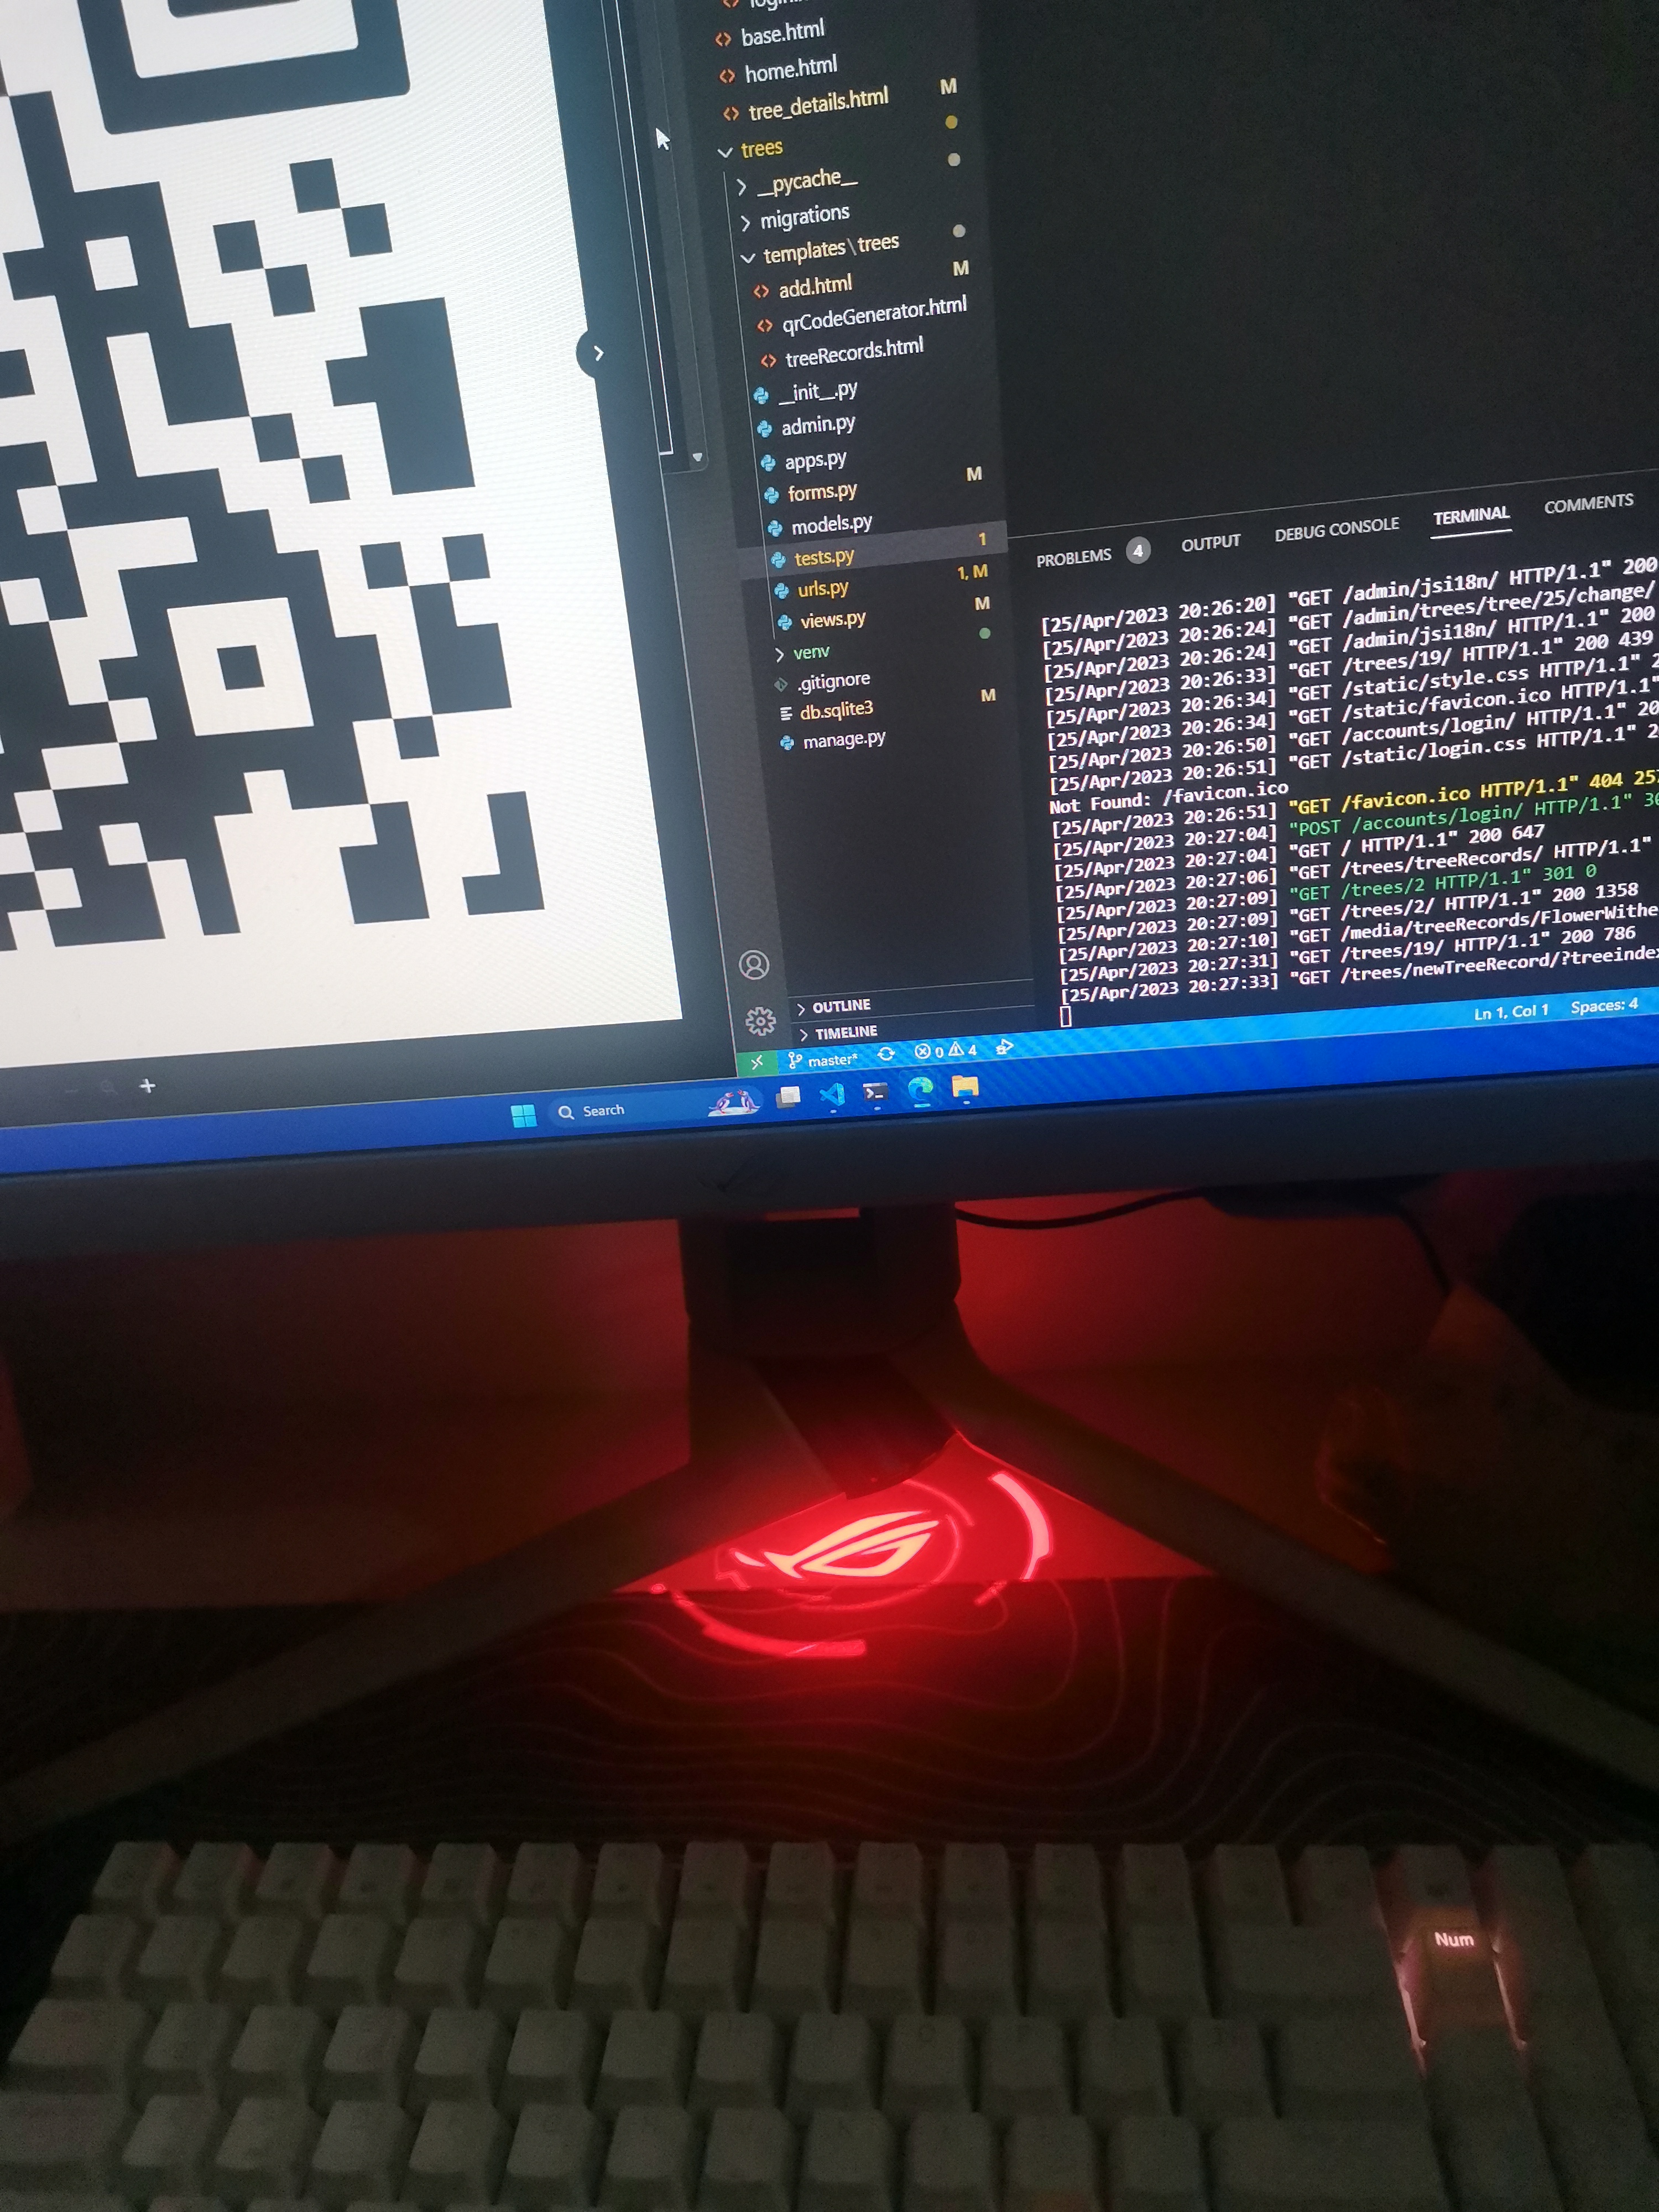 base.html
home.html
tree_details.html M
trees
__pycache__
migrations
templates\trees
add.html M
qrCodeGenerator.html
treeRecords.html
__init__.py
admin.py
apps.py
forms.py M
models.py
tests.py 1
urls.py 1, M
views.py M
venv
.gitignore
db.sqlite3 M
manage.py
OUTLINE
TIMELINE
PROBLEMS 4 OUTPUT DEBUG CONSOLE TERMINAL COMMENTS
[25/Apr/2023 20:26:20] "GET /admin/jsi18n/ HTTP/1.1" 200
[25/Apr/2023 20:26:24] "GET /admin/trees/tree/25/change/
[25/Apr/2023 20:26:24] "GET /admin/jsi18n/ HTTP/1.1" 200
[25/Apr/2023 20:26:33] "GET /trees/19/ HTTP/1.1" 200 439
[25/Apr/2023 20:26:34] "GET /static/style.css HTTP/1.1"
[25/Apr/2023 20:26:34] "GET /static/favicon.ico HTTP/1.1"
[25/Apr/2023 20:26:50] "GET /accounts/login/ HTTP/1.1"
[25/Apr/2023 20:26:51] "GET /static/login.css HTTP/1.1"
Not Found: /favicon.ico
[25/Apr/2023 20:26:51] "GET /favicon.ico HTTP/1.1" 404
[25/Apr/2023 20:27:04] "POST /accounts/login/ HTTP/1.1"
[25/Apr/2023 20:27:04] "GET / HTTP/1.1" 200 647
[25/Apr/2023 20:27:06] "GET /trees/treeRecords/ HTTP/1.1"
[25/Apr/2023 20:27:09] "GET /trees/2 HTTP/1.1" 301 0
[25/Apr/2023 20:27:09] "GET /trees/2/ HTTP/1.1" 200 1358
[25/Apr/2023 20:27:10] "GET /media/treeRecords/FlowerWithe
[25/Apr/2023 20:27:31] "GET /trees/19/ HTTP/1.1" 200 786
[25/Apr/2023 20:27:33] "GET /trees/newTreeRecord/?treeindex
master* 0 4 Ln 1, Col 1 Spaces: 4
Search
Num